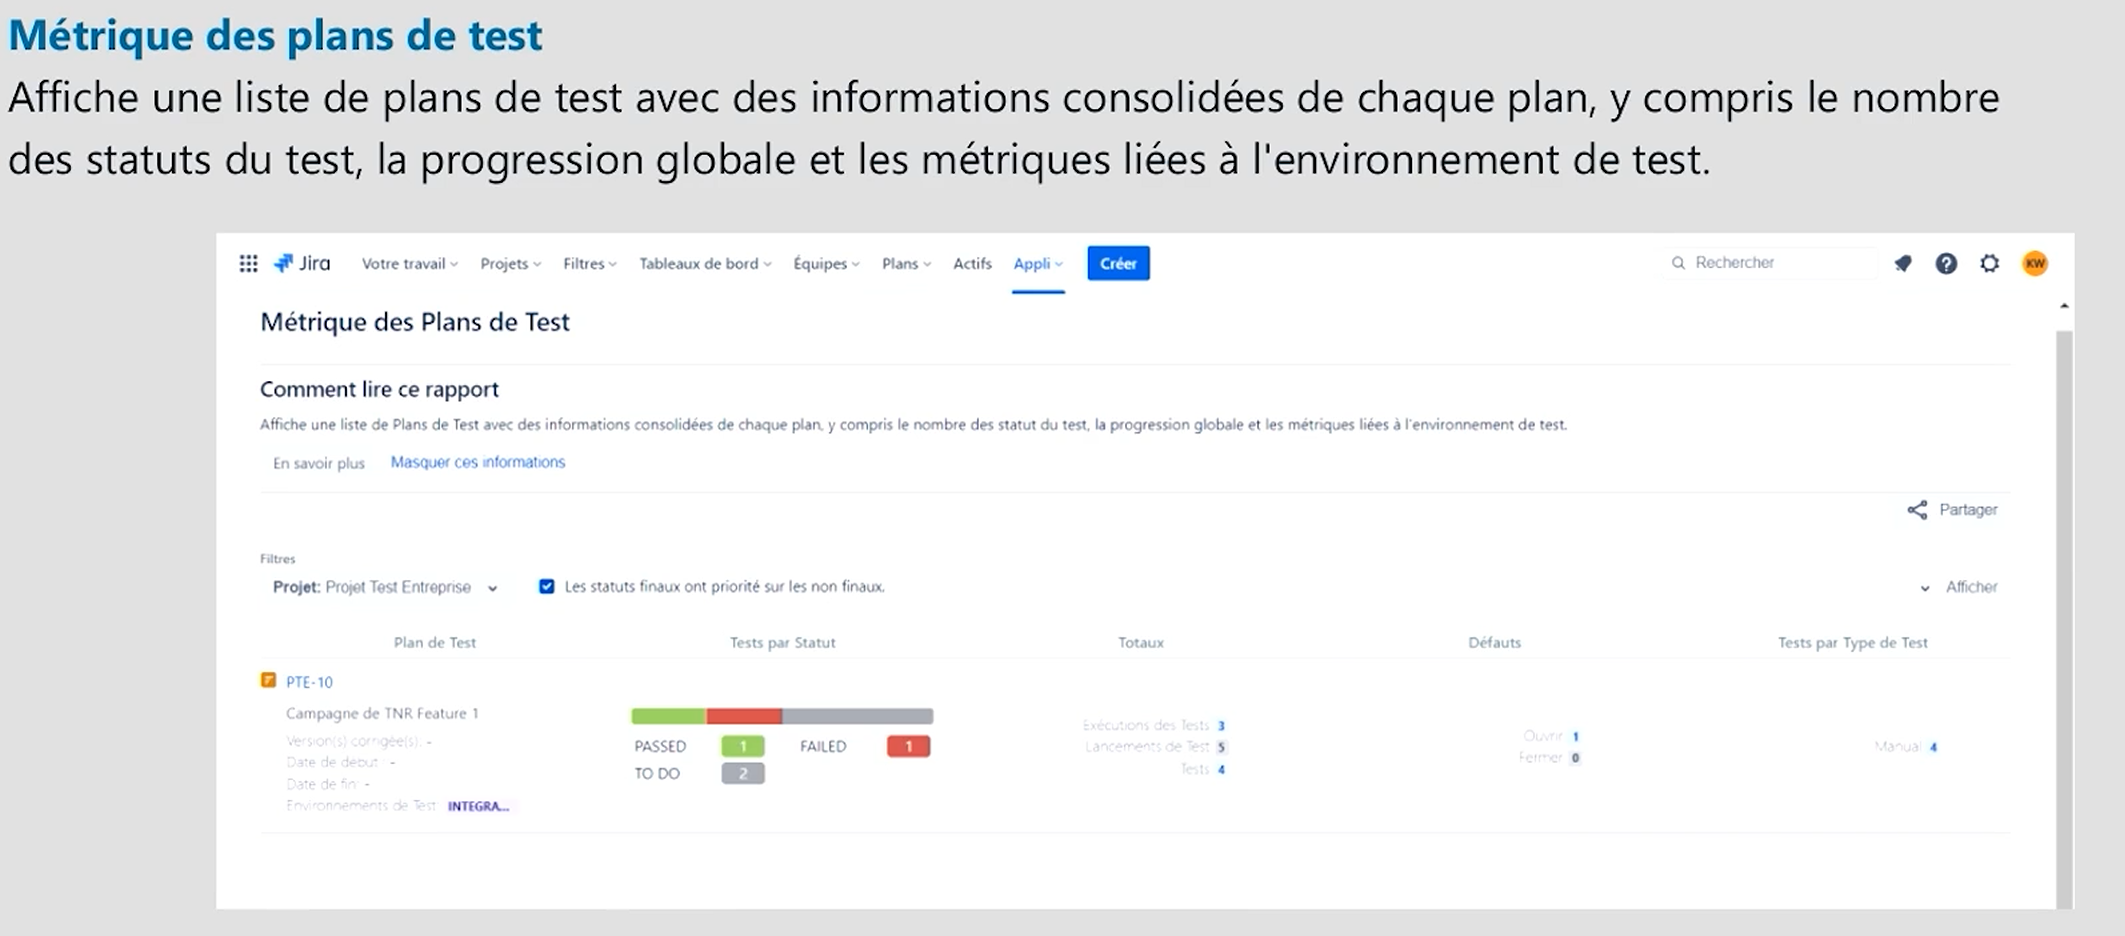 Métrique des plans de test
Affiche une liste de plans de test avec des informations consolidées de chaque plan, y compris le nombre
des statuts du test, la progression globale et les métriques liées à l'environnement de test.
Jira Votre travail Projets Filtres Tableaux de bord Équipes Plans Actifs Appli Créer Rechercher KW
Métrique des Plans de Test
Comment lire ce rapport
Affiche une liste de Plans de Test avec des informations consolidées de chaque plan, y compris le nombre des statut du test, la progression globale et les métriques liées à l'environnement de test.
En savoir plus Masquer ces informations
Partager
Filtres
Projet: Projet Test Entreprise Les statuts finaux ont priorité sur les non finaux. Afficher
Plan de Test Tests par Statut Totaux Défauts Tests par Type de Test
PTE-10
Campagne de TNR Feature 1
Version(s) corrigée(s): -
Date de début : -
Date de fin: -
Environnements de Test: INTEGRA...
PASSED 1 FAILED 1
TO DO 2
Exécutions des Tests 3
Lancements de Test 5
Tests 4
Ouvrir 1
Fermer 0
Manual 4